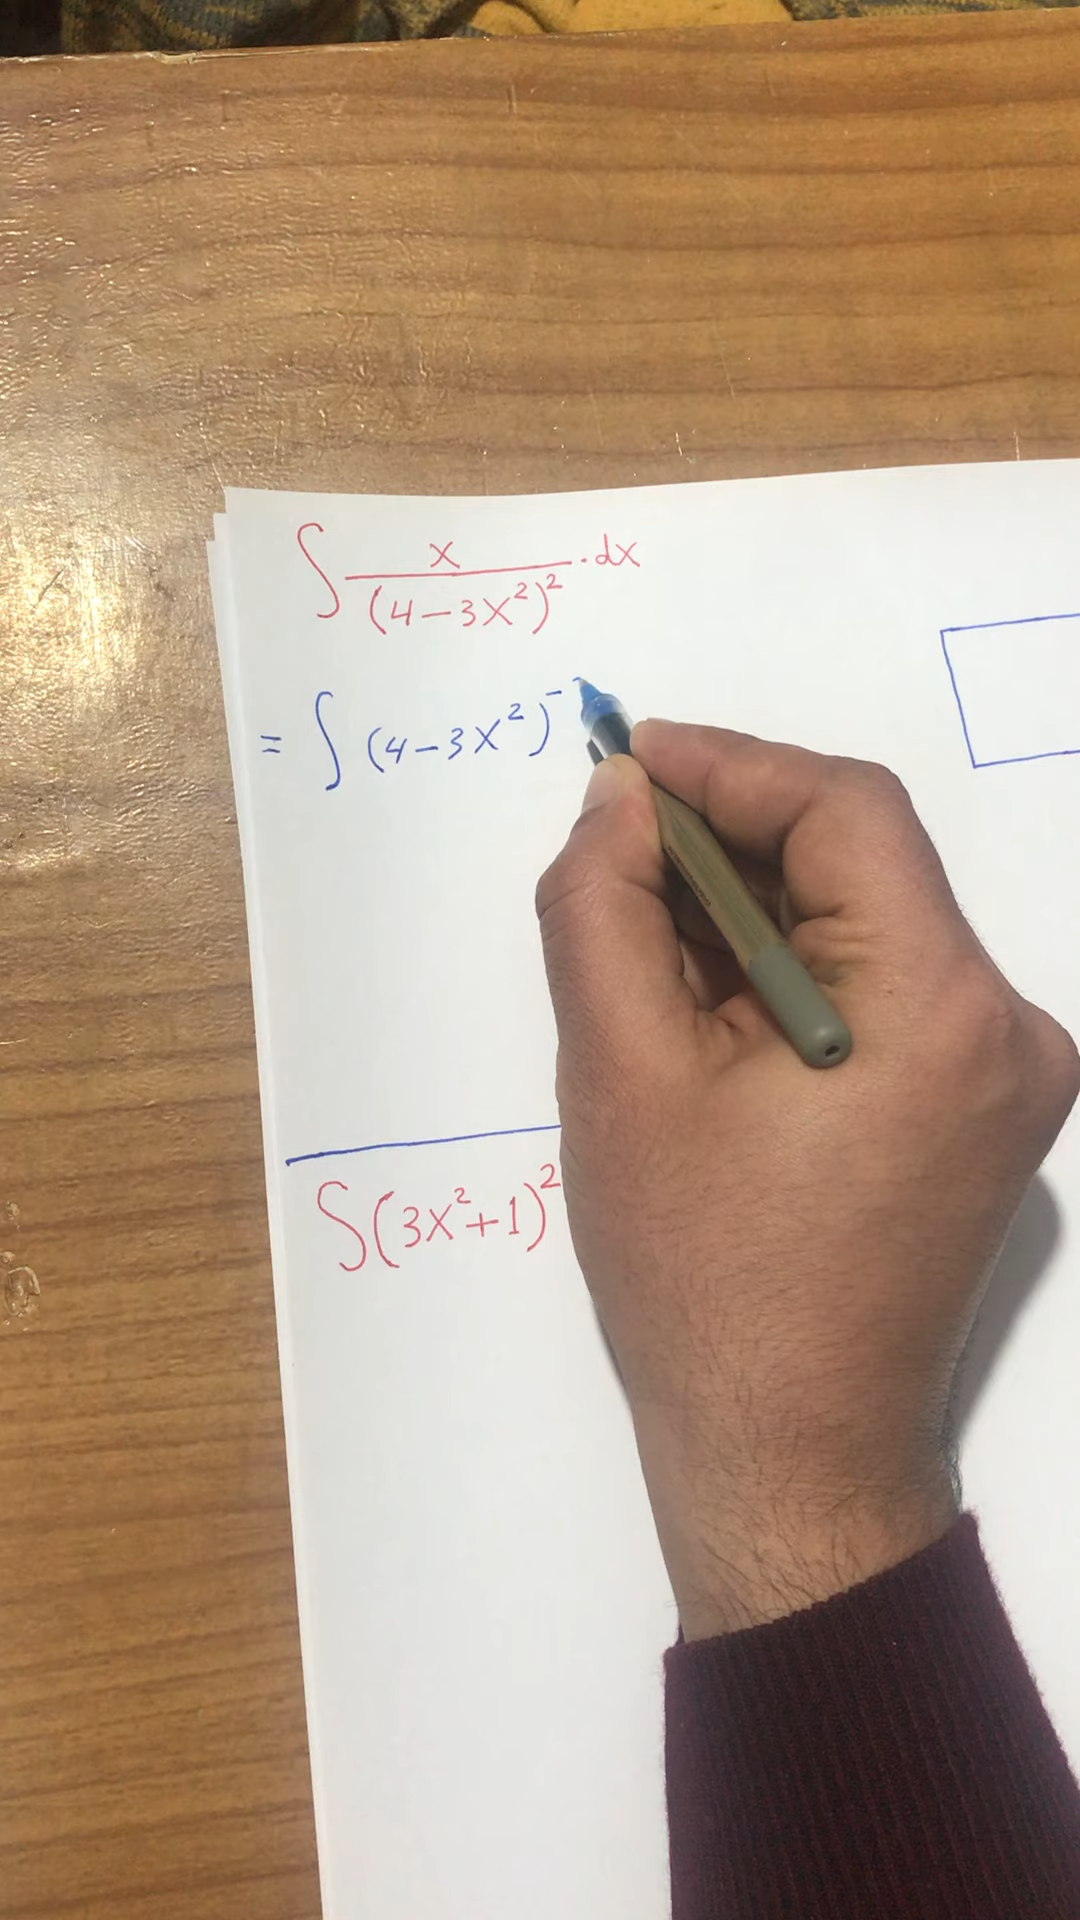 ∫ x/(4-3x²)² · dx
= ∫ (4-3x²)⁻
∫(3x²+1)²